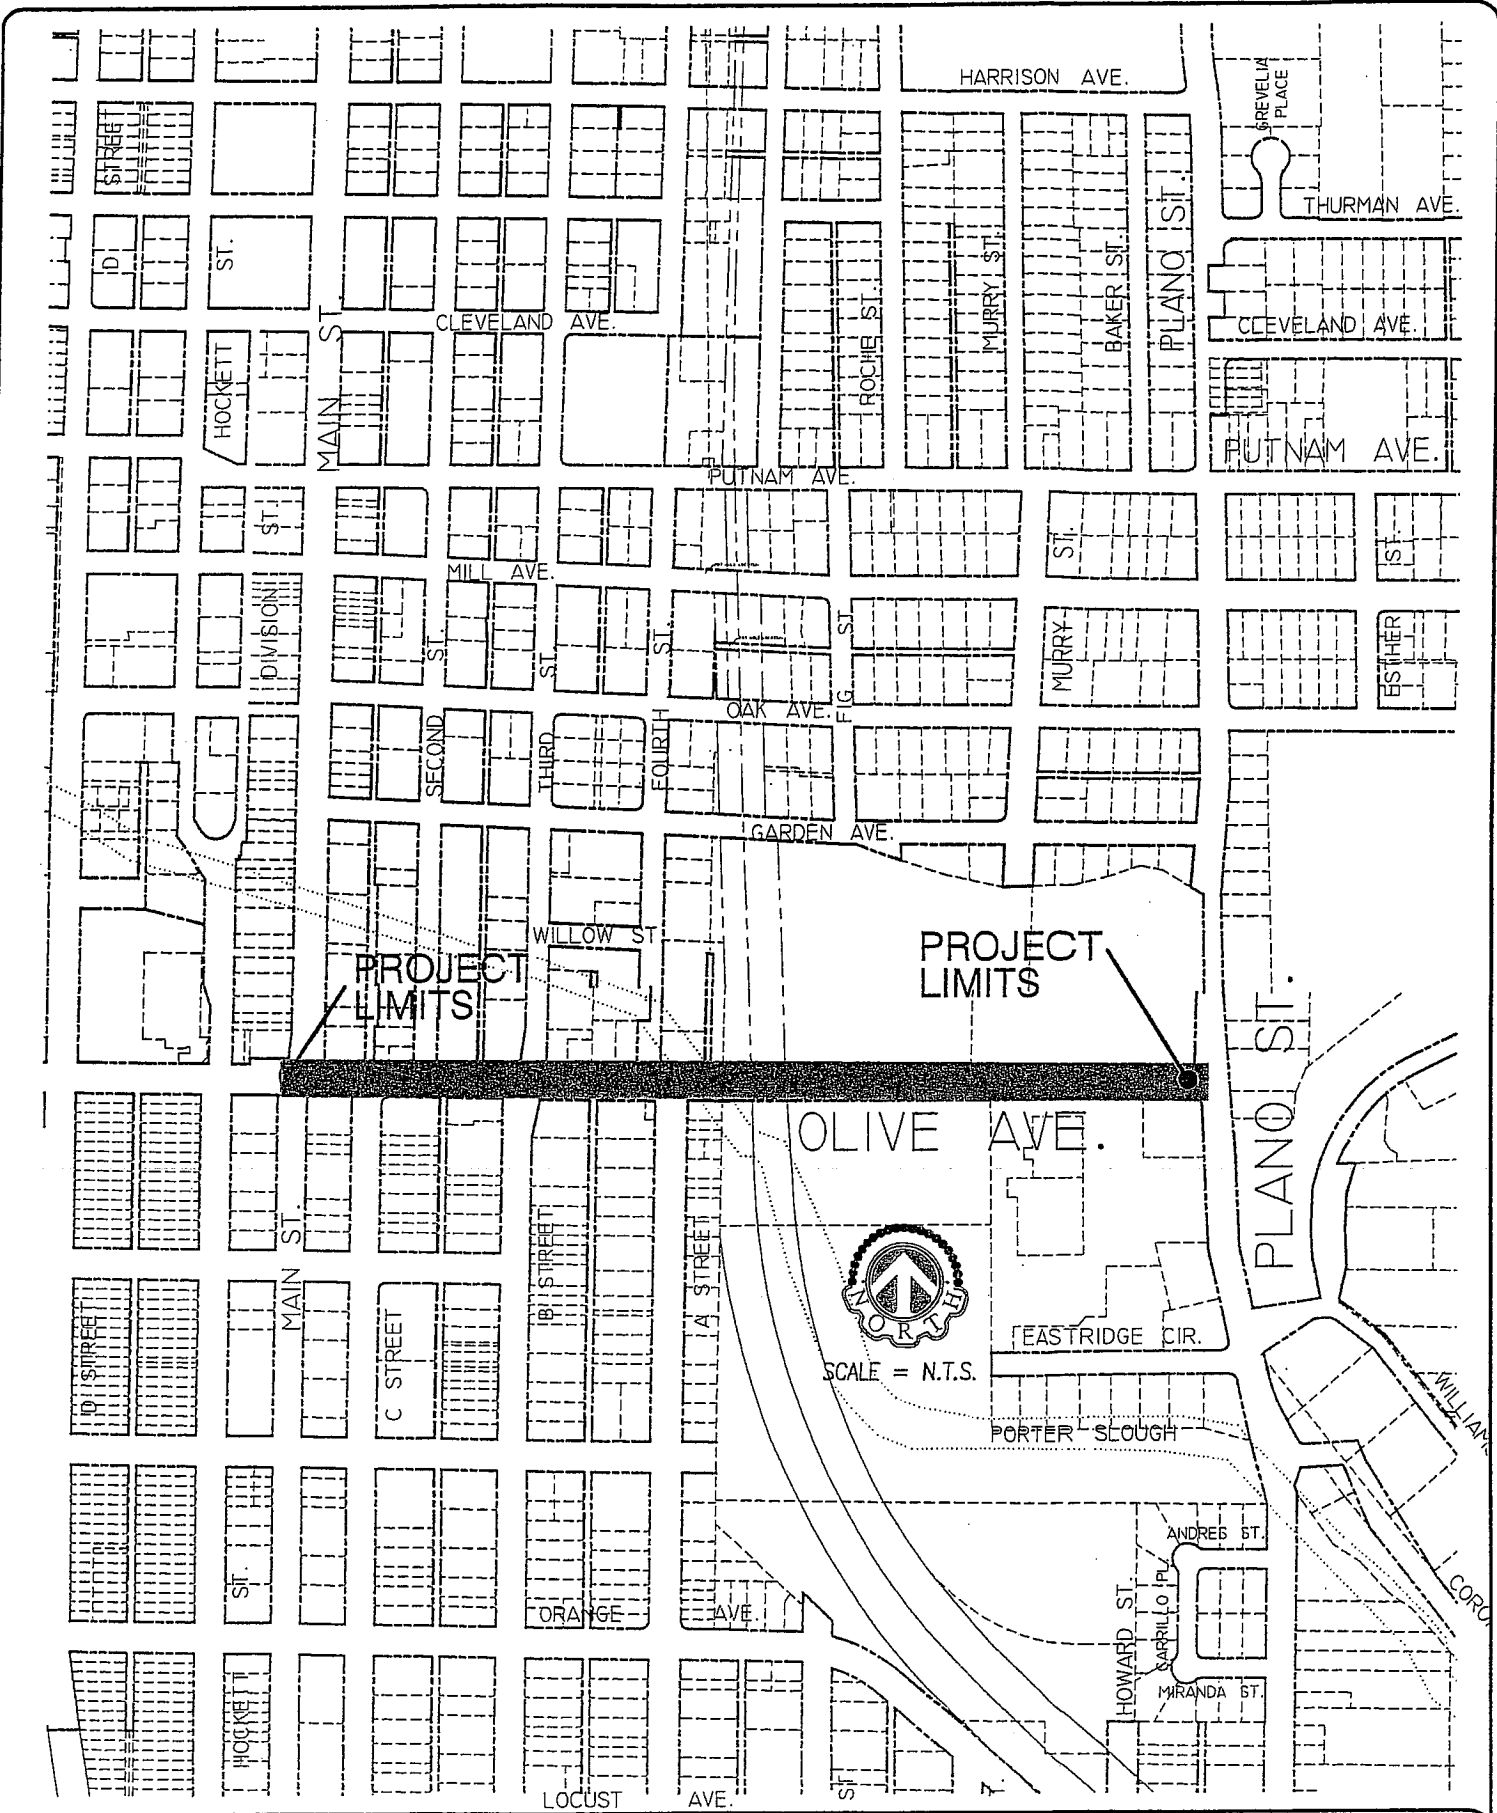 HARRISON AVE.
GREVELIA
PLACE
THURMAN AVE.
D STREET
HOCKETT ST.
MAIN ST.
CLEVELAND AVE.
ROCHE ST.
MURRY ST.
BAKER ST.
PLANO ST.
CLEVELAND AVE.
PUTNAM AVE.
PUTNAM AVE.
DIVISION ST.
MILL AVE.
SECOND ST.
THIRD ST.
FOURTH ST.
FIG ST.
MURRY ST.
ESTHER ST.
OAK AVE.
GARDEN AVE.
WILLOW ST
PROJECT
LIMITS
PROJECT
LIMITS
PLANO ST.
OLIVE AVE.
MAIN ST.
D STREET
C STREET
B STREET
A STREET
NORTH
SCALE = N.T.S.
EASTRIDGE CIR.
PORTER SLOUGH
WILLIAMS
ANDRES ST.
CARRILLO PL.
HOWARD ST.
MIRANDA ST.
ORANGE AVE.
HOCKETT ST.
LOCUST AVE.
ST